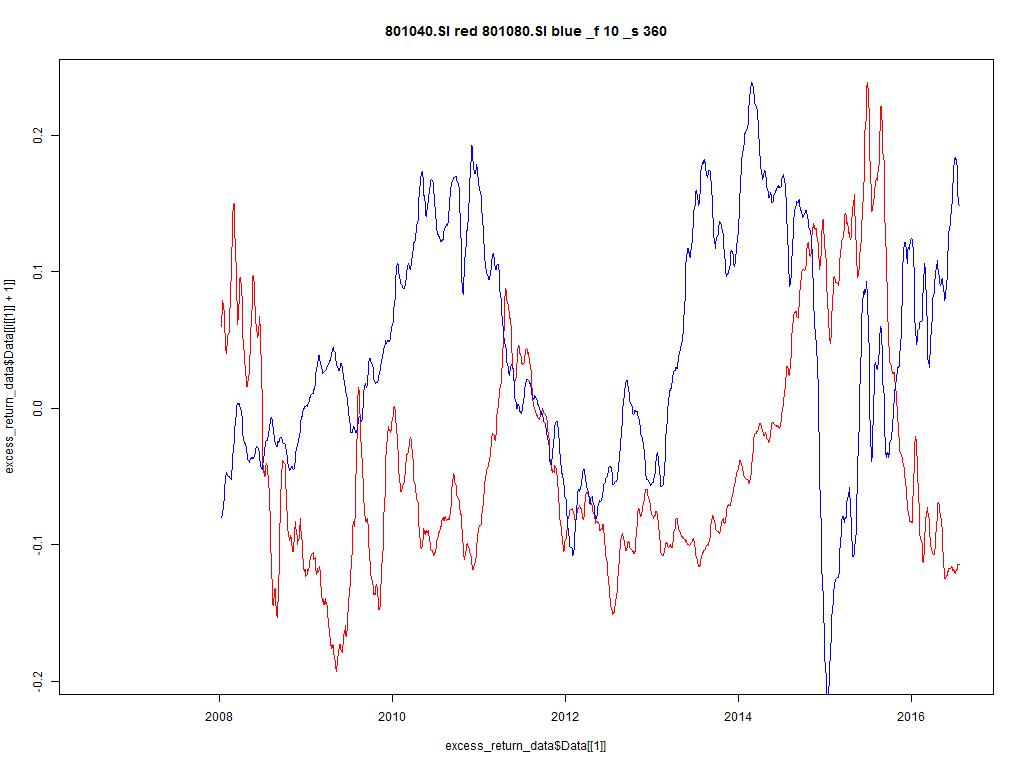 801040.SI red 801080.SI blue _f 10 _s 360
excess_return_data$Data[[i[[1]] + 1]]
0.2
0.1
0.0
-0.1
-0.2
2008 2010 2012 2014 2016
excess_return_data$Data[[1]]